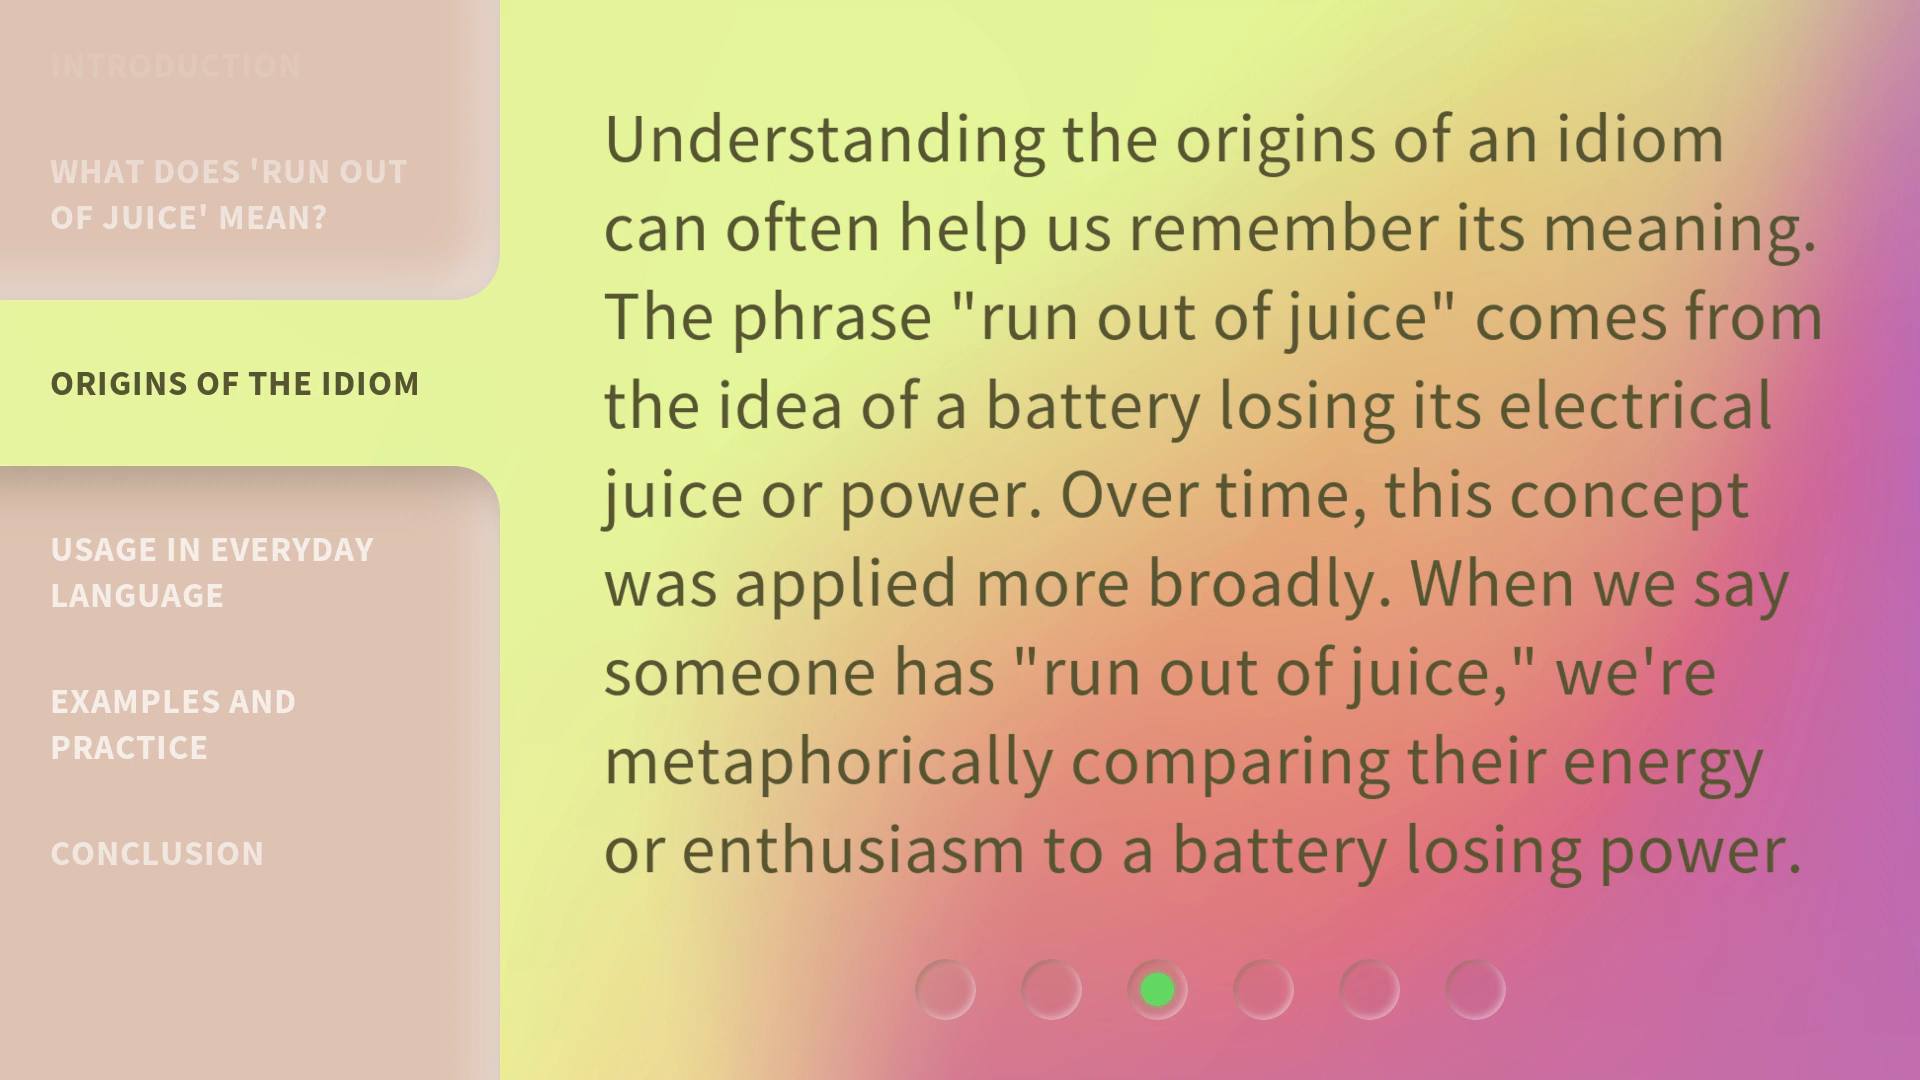 INTRODUCTION
WHAT DOES 'RUN OUT
OF JUICE' MEAN?
ORIGINS OF THE IDIOM
USAGE IN EVERYDAY
LANGUAGE
EXAMPLES AND
PRACTICE
CONCLUSION
Understanding the origins of an idiom
can often help us remember its meaning.
The phrase "run out of juice" comes from
the idea of a battery losing its electrical
juice or power. Over time, this concept
was applied more broadly. When we say
someone has "run out of juice," we're
metaphorically comparing their energy
or enthusiasm to a battery losing power.